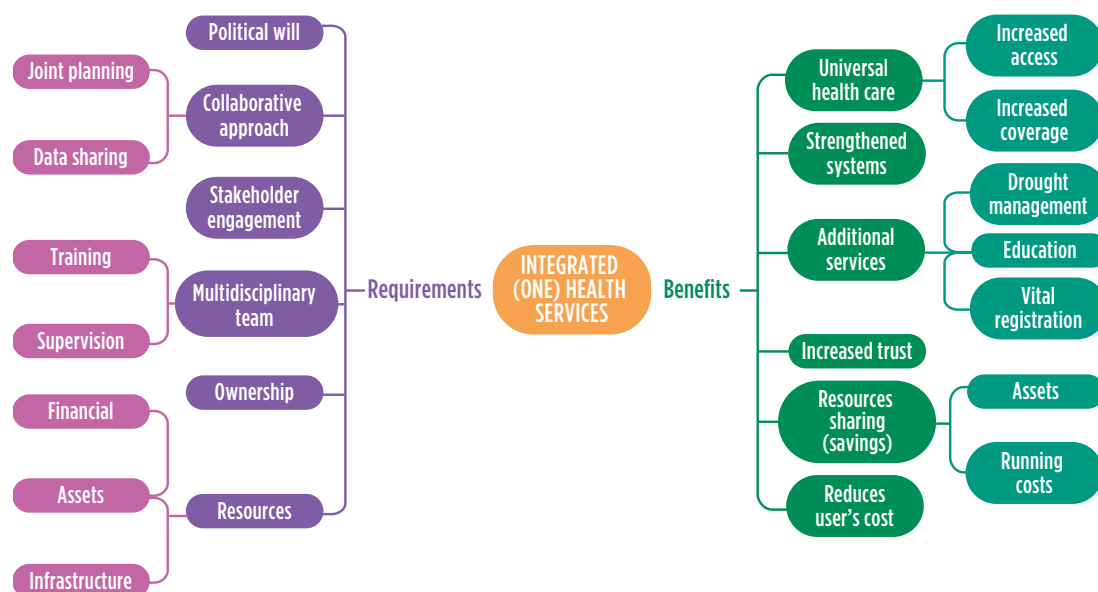 Joint planning
Data sharing
Training
Supervision
Financial
Assets
Infrastructure
Political will
Collaborative
approach
Stakeholder
engagement
Multidisciplinary
team
Ownership
Resources
Requirements
INTEGRATED
(ONE) HEALTH
SERVICES
Benefits
Universal
health care
Strengthened
systems
Additional
services
Increased trust
Resources
sharing
(savings)
Reduces
user's cost
Increased
access
Increased
coverage
Drought
management
Education
Vital
registration
Assets
Running
costs